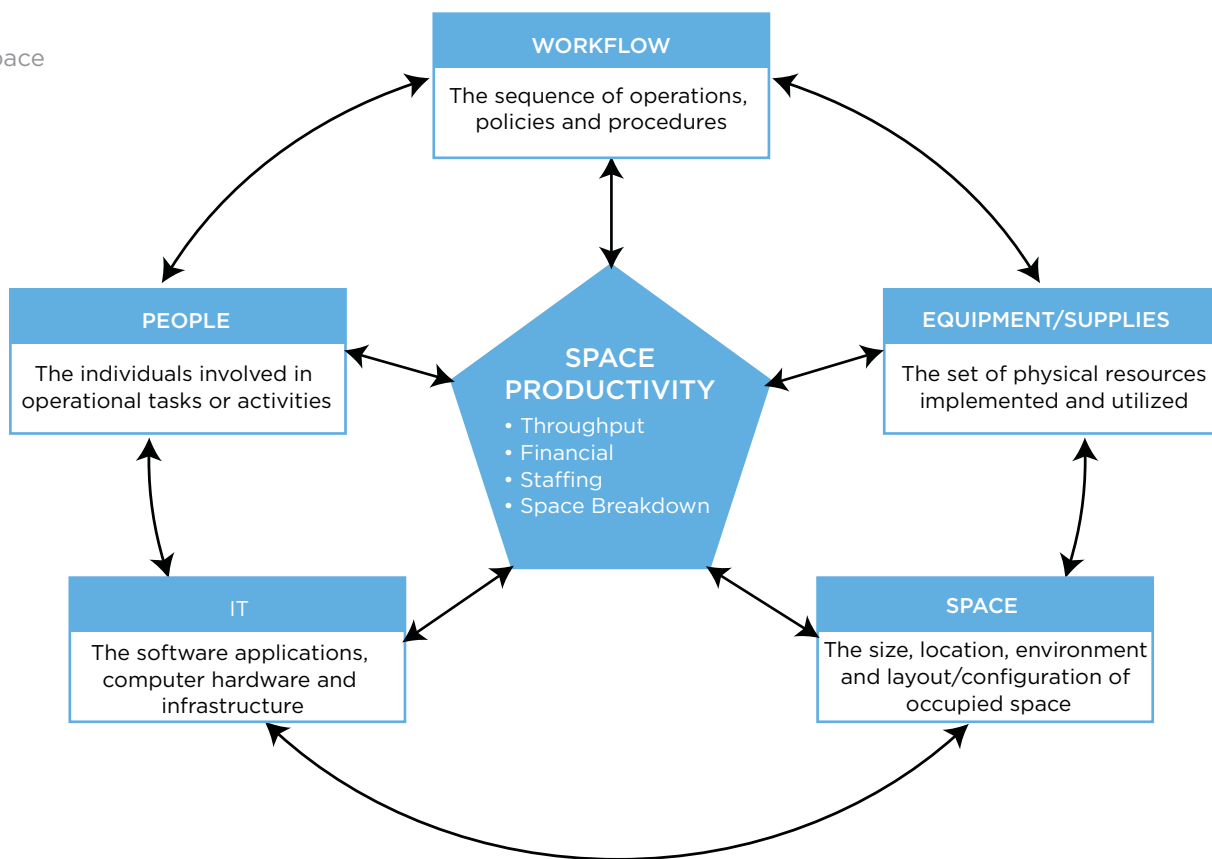 pace
WORKFLOW
The sequence of operations,
policies and procedures
PEOPLE
The individuals involved in
operational tasks or activities
EQUIPMENT/SUPPLIES
The set of physical resources
implemented and utilized
SPACE
PRODUCTIVITY
• Throughput
• Financial
• Staffing
• Space Breakdown
IT
The software applications,
computer hardware and
infrastructure
SPACE
The size, location, environment
and layout/configuration of
occupied space